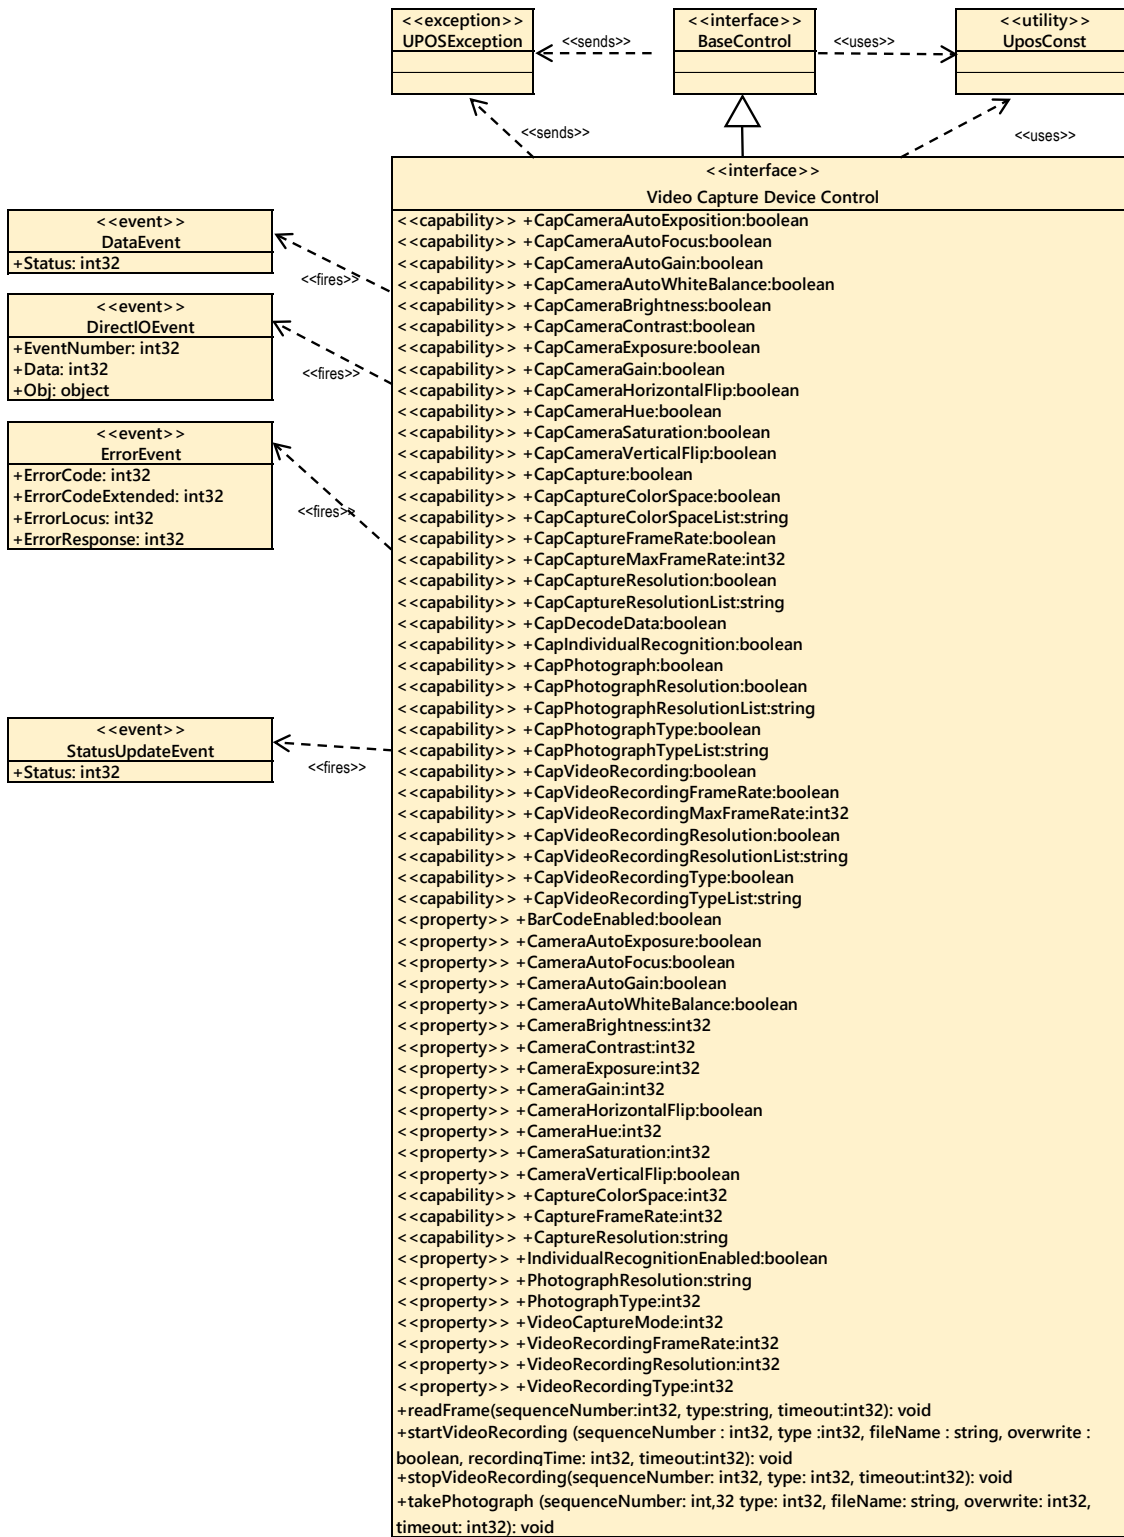 <<exception>>
UPOSException
<<sends>>
<<interface>>
BaseControl
<<uses>>
<<utility>>
UposConst
<<sends>>
<<uses>>
<<interface>>
Video Capture Device Control
<<event>>
DataEvent
+Status: int32
<<fires>>
<<event>>
DirectIOEvent
+EventNumber: int32
+Data: int32
+Obj: object
<<fires>>
<<event>>
ErrorEvent
+ErrorCode: int32
+ErrorCodeExtended: int32
+ErrorLocus: int32
+ErrorResponse: int32
<<fires>>
<<event>>
StatusUpdateEvent
+Status: int32
<<fires>>
<<capability>> +CapCameraAutoExposition:boolean
<<capability>> +CapCameraAutoFocus:boolean
<<capability>> +CapCameraAutoGain:boolean
<<capability>> +CapCameraAutoWhiteBalance:boolean
<<capability>> +CapCameraBrightness:boolean
<<capability>> +CapCameraContrast:boolean
<<capability>> +CapCameraExposure:boolean
<<capability>> +CapCameraGain:boolean
<<capability>> +CapCameraHorizontalFlip:boolean
<<capability>> +CapCameraHue:boolean
<<capability>> +CapCameraSaturation:boolean
<<capability>> +CapCameraVerticalFlip:boolean
<<capability>> +CapCapture:boolean
<<capability>> +CapCaptureColorSpace:boolean
<<capability>> +CapCaptureColorSpaceList:string
<<capability>> +CapCaptureFrameRate:boolean
<<capability>> +CapCaptureMaxFrameRate:int32
<<capability>> +CapCaptureResolution:boolean
<<capability>> +CapCaptureResolutionList:string
<<capability>> +CapDecodeData:boolean
<<capability>> +CapIndividualRecognition:boolean
<<capability>> +CapPhotograph:boolean
<<capability>> +CapPhotographResolution:boolean
<<capability>> +CapPhotographResolutionList:string
<<capability>> +CapPhotographType:boolean
<<capability>> +CapPhotographTypeList:string
<<capability>> +CapVideoRecording:boolean
<<capability>> +CapVideoRecordingFrameRate:boolean
<<capability>> +CapVideoRecordingMaxFrameRate:int32
<<capability>> +CapVideoRecordingResolution:boolean
<<capability>> +CapVideoRecordingResolutionList:string
<<capability>> +CapVideoRecordingType:boolean
<<capability>> +CapVideoRecordingTypeList:string
<<property>> +BarCodeEnabled:boolean
<<property>> +CameraAutoExposure:boolean
<<property>> +CameraAutoFocus:boolean
<<property>> +CameraAutoGain:boolean
<<property>> +CameraAutoWhiteBalance:boolean
<<property>> +CameraBrightness:int32
<<property>> +CameraContrast:int32
<<property>> +CameraExposure:int32
<<property>> +CameraGain:int32
<<property>> +CameraHorizontalFlip:boolean
<<property>> +CameraHue:int32
<<property>> +CameraSaturation:int32
<<property>> +CameraVerticalFlip:boolean
<<capability>> +CaptureColorSpace:int32
<<capability>> +CaptureFrameRate:int32
<<capability>> +CaptureResolution:string
<<property>> +IndividualRecognitionEnabled:boolean
<<property>> +PhotographResolution:string
<<property>> +PhotographType:int32
<<property>> +VideoCaptureMode:int32
<<property>> +VideoRecordingFrameRate:int32
<<property>> +VideoRecordingResolution:int32
<<property>> +VideoRecordingType:int32
+readFrame(sequenceNumber:int32, type:string, timeout:int32): void
+startVideoRecording (sequenceNumber : int32, type :int32, fileName : string, overwrite :
boolean, recordingTime: int32, timeout:int32): void
+stopVideoRecording(sequenceNumber: int32, type: int32, timeout:int32): void
+takePhotograph (sequenceNumber: int,32 type: int32, fileName: string, overwrite: int32,
timeout: int32): void